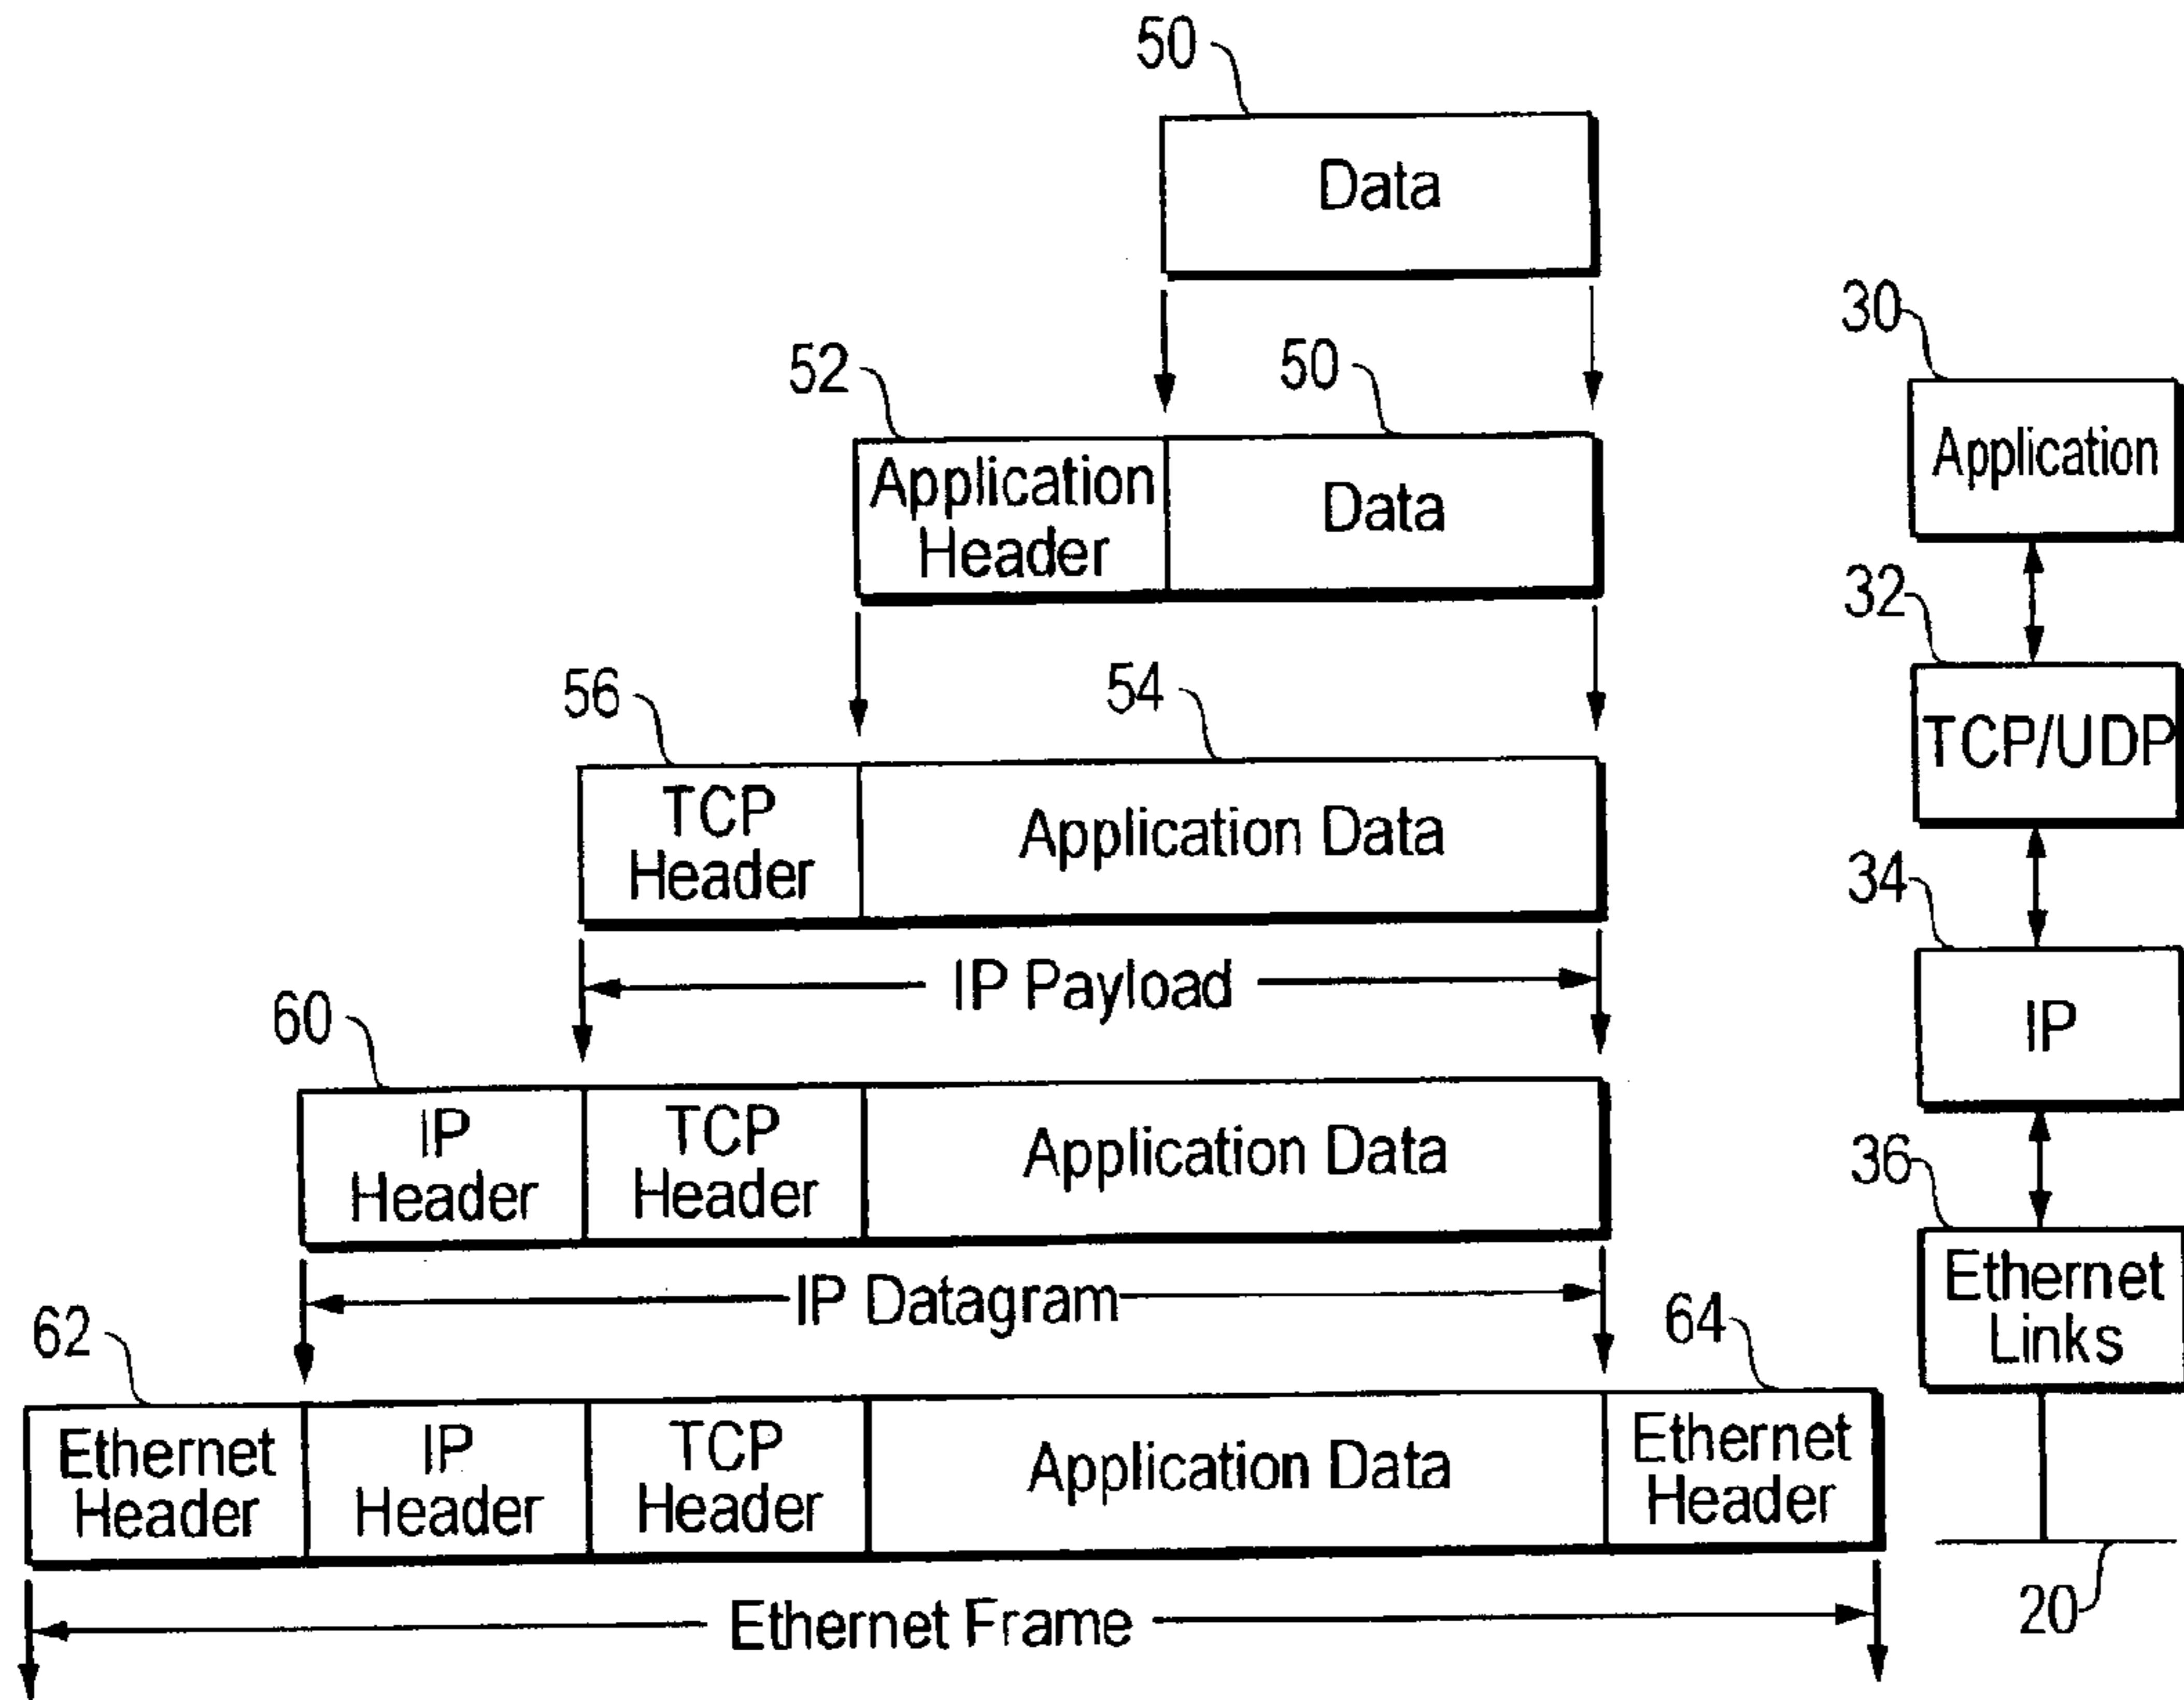 50
Data
52
50
Application
Header
Data
56
54
TCP
Header
Application Data
IP Payload
60
IP
Header
TCP
Header
Application Data
IP Datagram
62
64
Ethernet
Header
IP
Header
TCP
Header
Application Data
Ethernet
Header
Ethernet Frame
30
Application
32
TCP/UDP
34
IP
36
Ethernet
Links
20